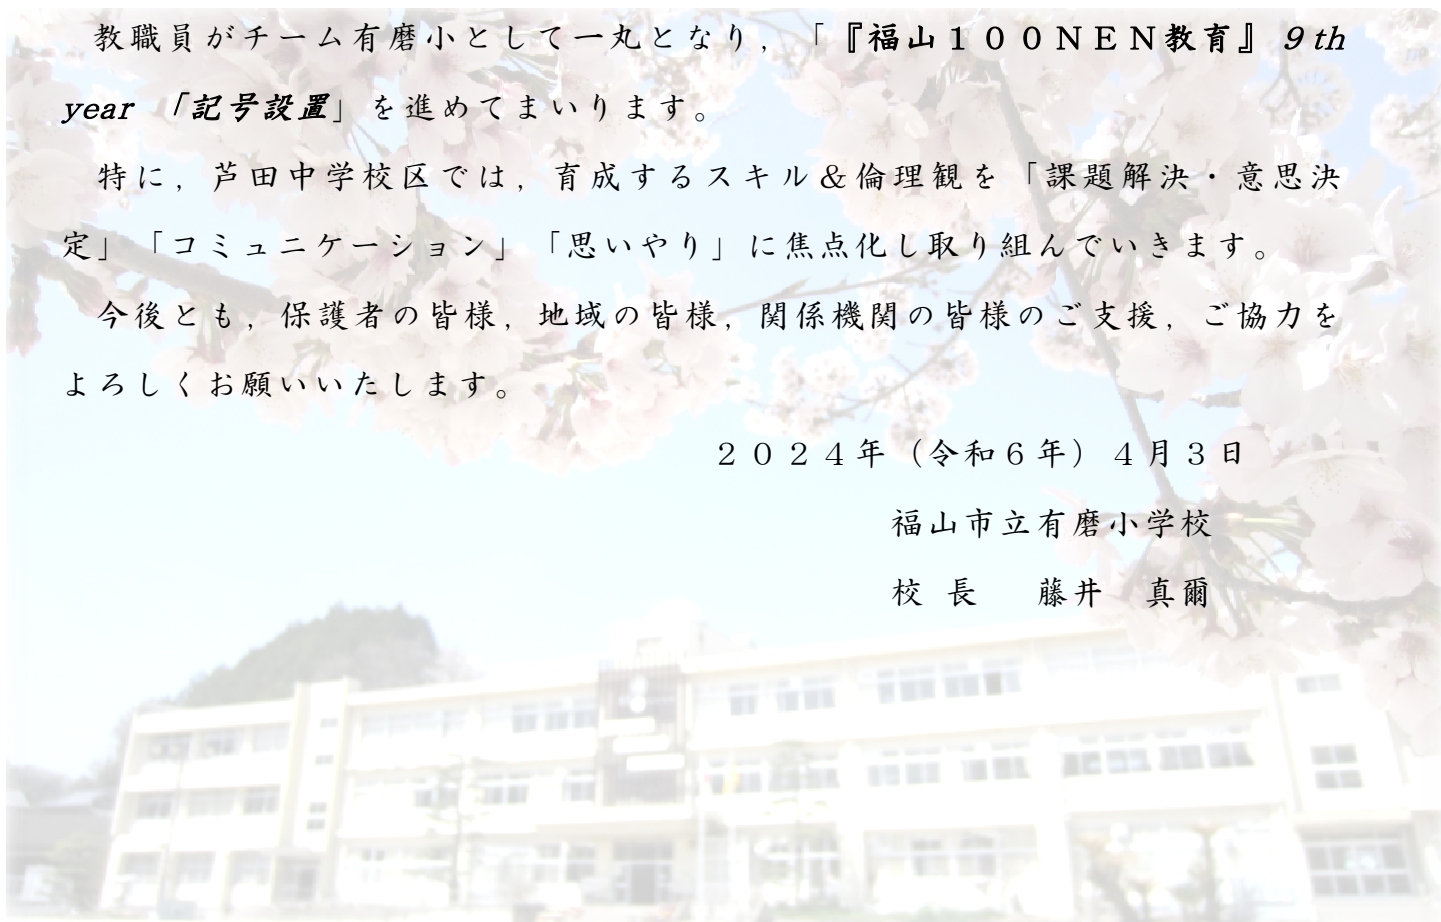 教職員がチーム有磨小として一丸となり，「『福山１００ＮＥＮ教育』 9 th
year 「記号設置」を進めてまいります。
特に，芦田中学校区では，育成するスキル＆倫理観を「課題解決・意思決
定」「コミュニケーション」「思いやり」に焦点化し取り組んでいきます。
今後とも，保護者の皆様，地域の皆様，関係機関の皆様のご支援，ご協力を
よろしくお願いいたします。
２０２４年（令和６年）４月３日
福山市立有磨小学校
校 長　藤井　真爾